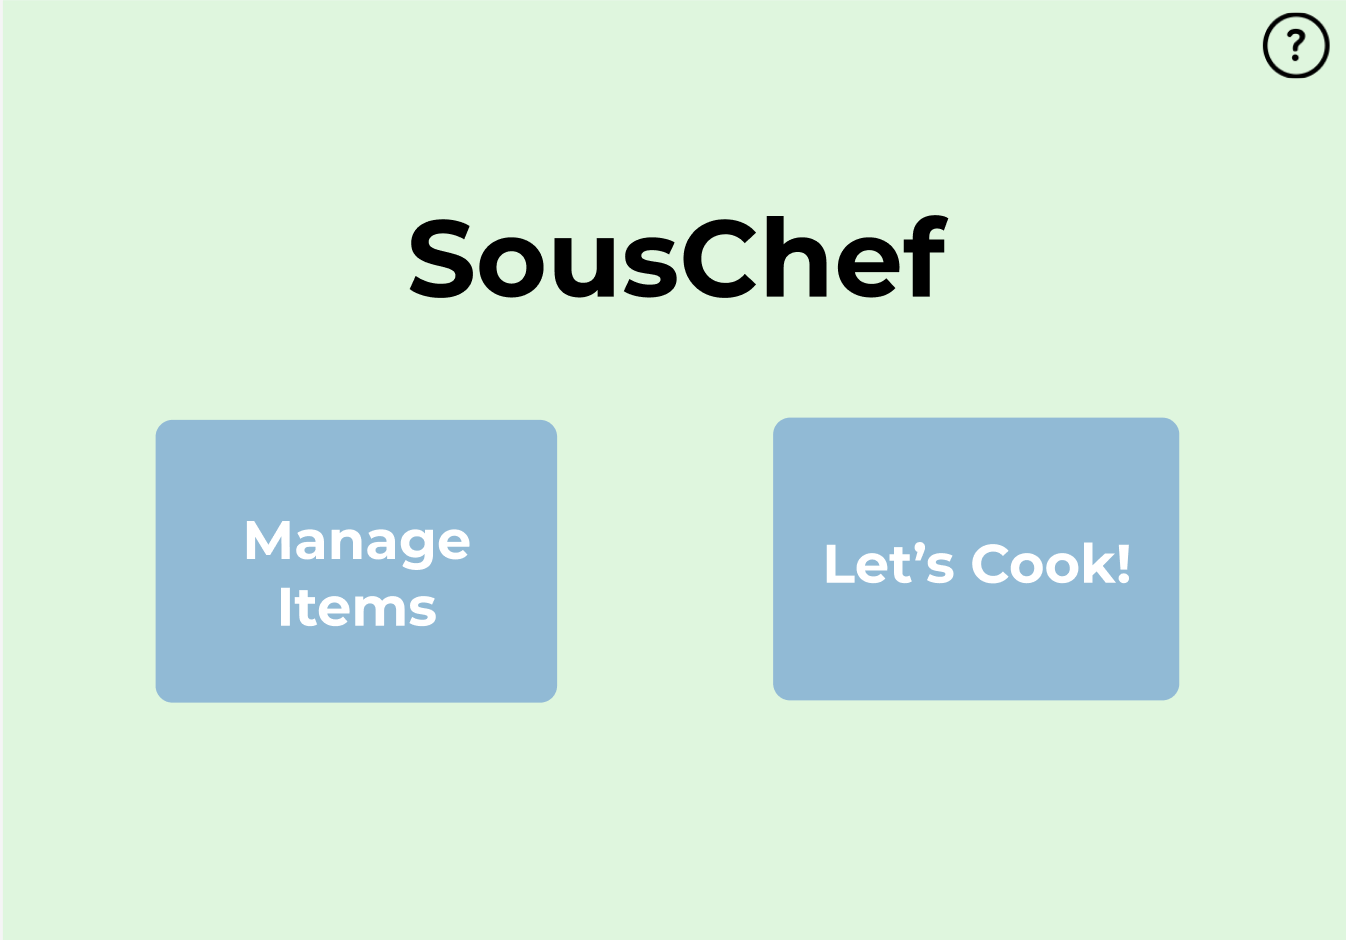 ?
SousChef
Manage
Items
Let’s Cook!